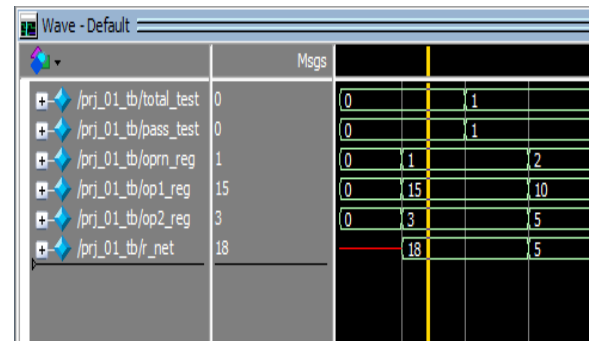 Wave - Default
Msgs
/prj_01_tb/total_test 0 0 1
/prj_01_tb/pass_test 0 0 1
/prj_01_tb/oprn_reg 1 0 1 2
/prj_01_tb/op1_reg 15 0 15 10
/prj_01_tb/op2_reg 3 0 3 5
/prj_01_tb/r_net 18 18 5